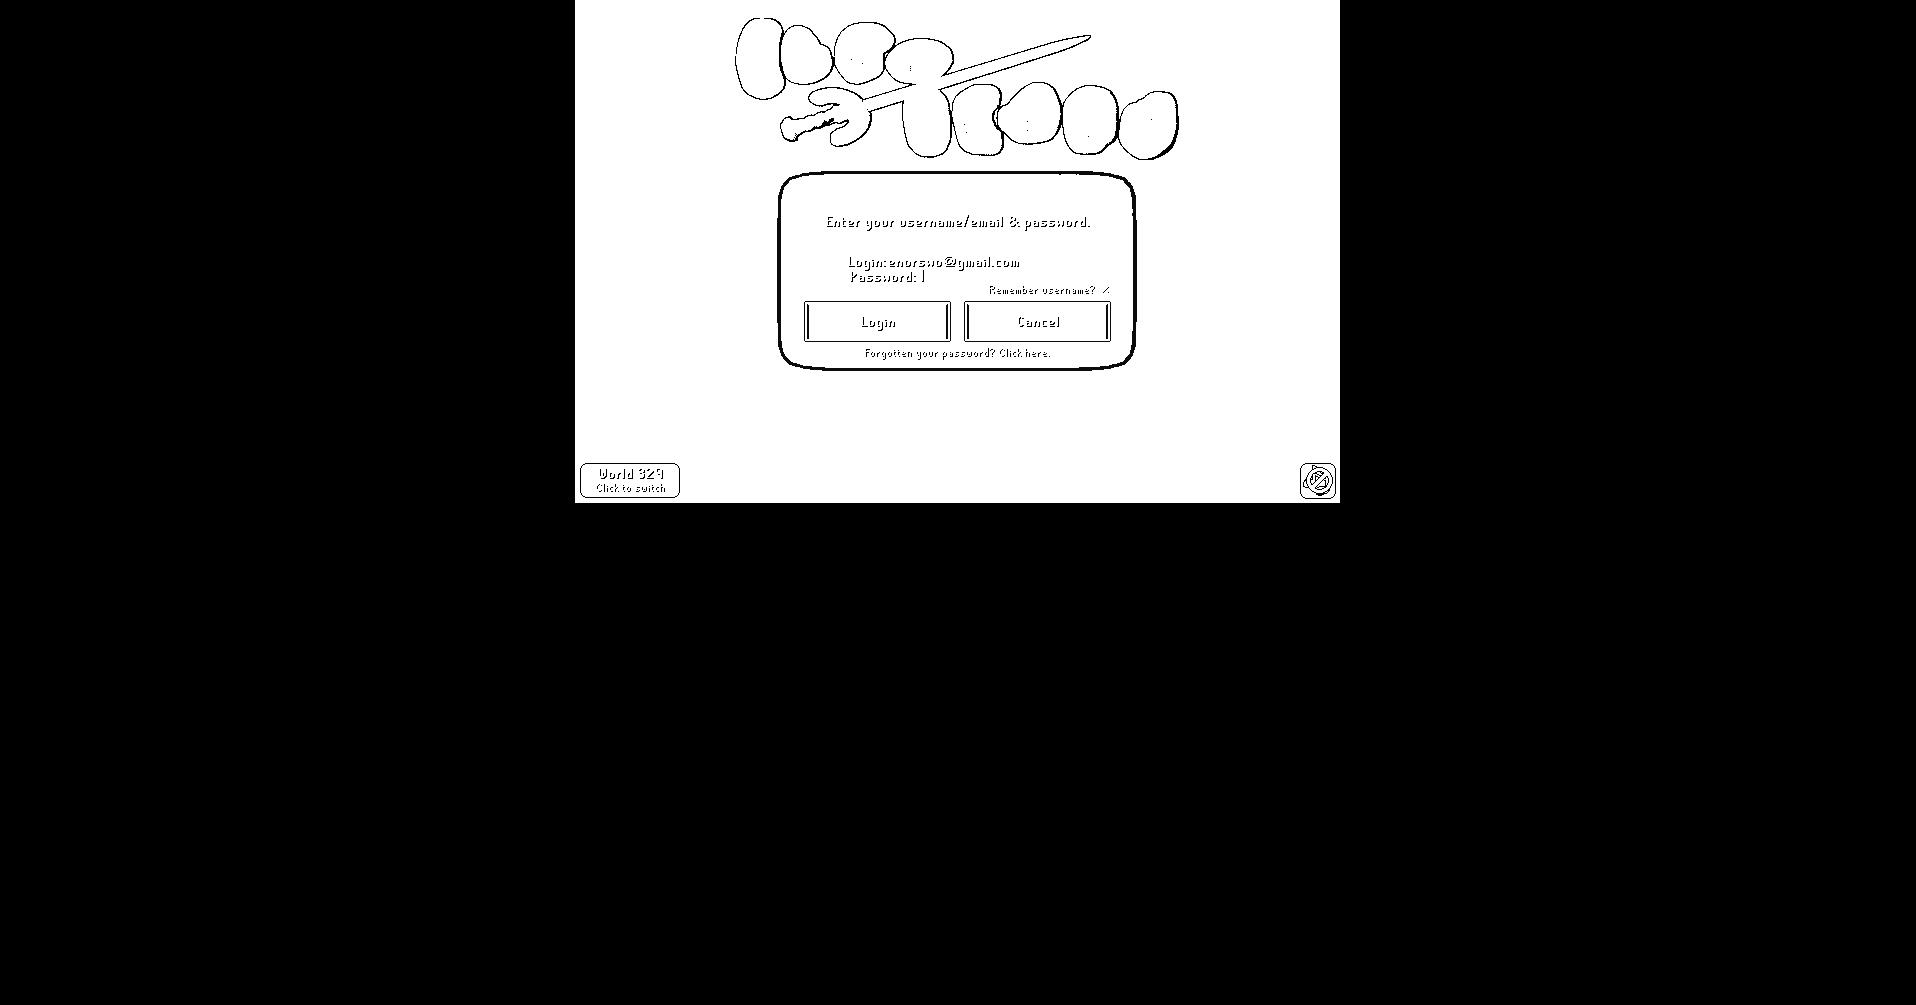 Enter your username/email & password.
Login: enorswo@gmail.com
Password:
Remember username?
Login
Cancel
Forgotten your password? Click here.
World 329
Click to switch